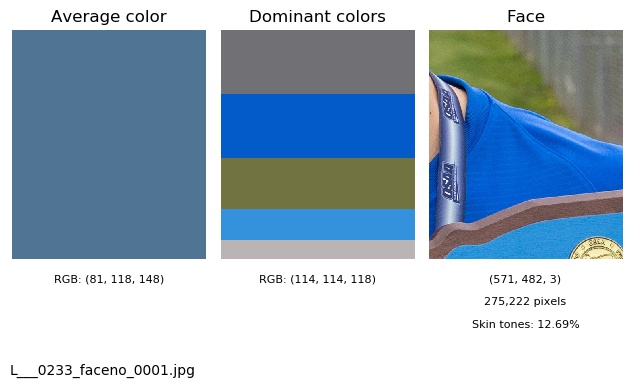 Average color
Dominant colors
Face
RGB: (81, 118, 148)
RGB: (114, 114, 118)
(571, 482, 3)
275,222 pixels
Skin tones: 12.69%
L___0233_faceno_0001.jpg